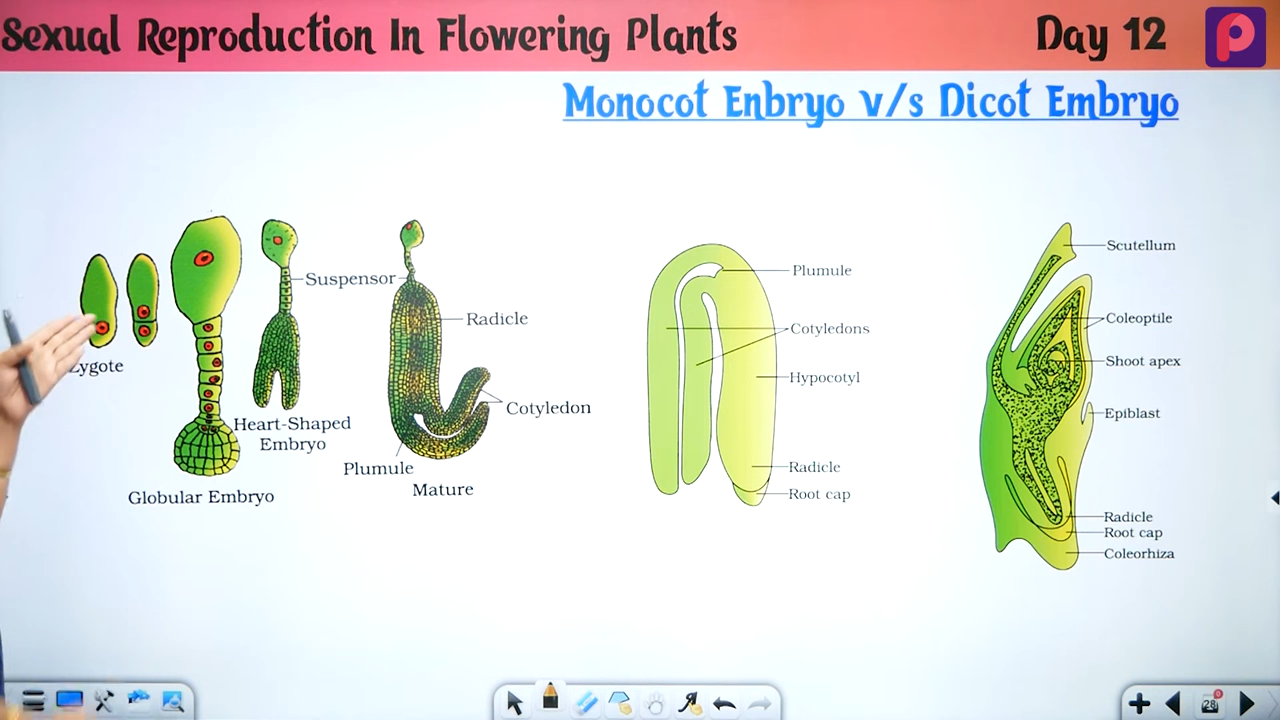 Sexual Reproduction In Flowering Plants
Day 12
Monocot Enbryo v/s Dicot Embryo
Zygote
Globular Embryo
Heart-Shaped
Embryo
Suspensor
Radicle
Cotyledon
Plumule
Mature
Plumule
Cotyledons
Hypocotyl
Radicle
Root cap
Scutellum
Coleoptile
Shoot apex
Epiblast
Radicle
Root cap
Coleorhiza
28